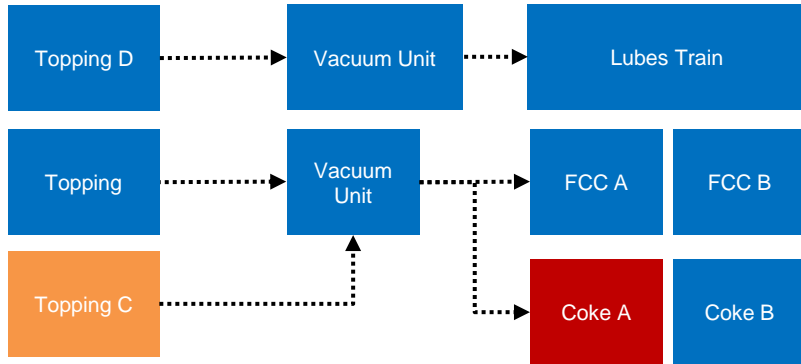 Topping D
Vacuum Unit
Lubes Train
Topping
Vacuum
Unit
FCC A
FCC B
Topping C
Coke A
Coke B